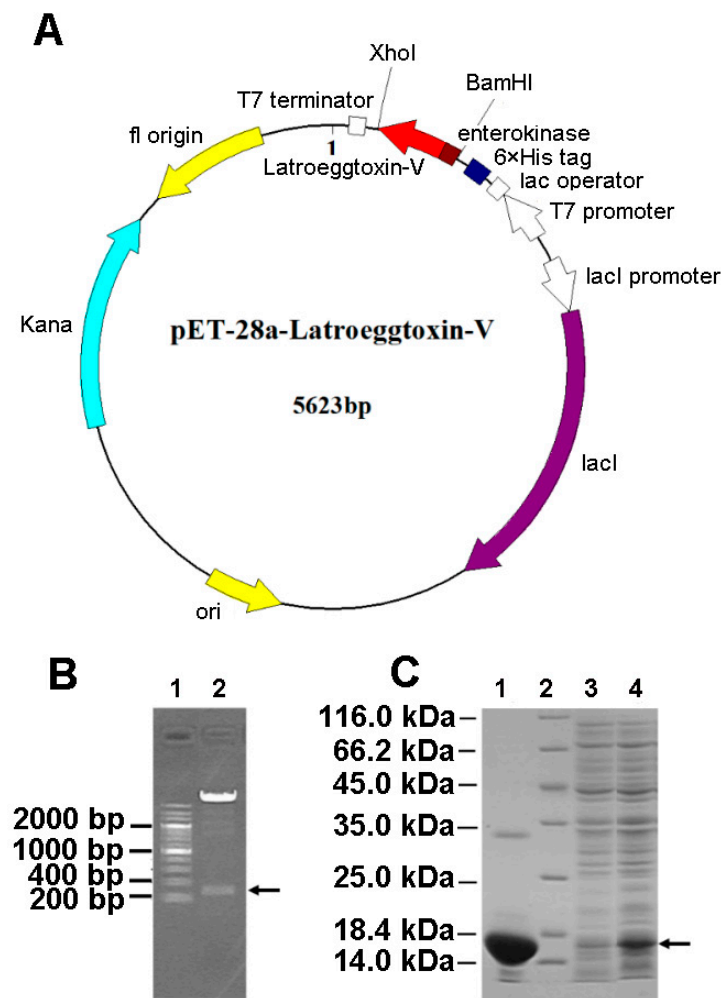 A
XhoI
BamHI
T7 terminator
enterokinase
fl origin
1
6×His tag
Latroeggtoxin-V
lac operator
T7 promoter
lacI promoter
Kana
pET-28a-Latroeggtoxin-V
5623bp
lacI
ori
B
1 2
2000 bp
1000 bp
400 bp
200 bp
C
1 2 3 4
116.0 kDa
66.2 kDa
45.0 kDa
35.0 kDa
25.0 kDa
18.4 kDa
14.0 kDa